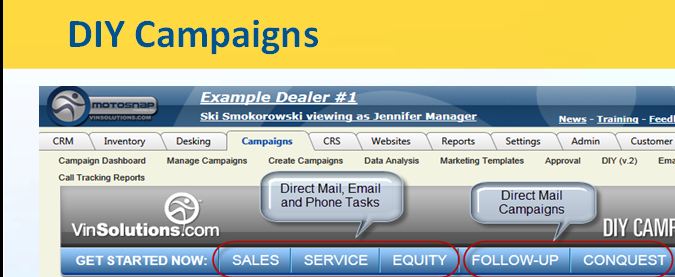 DIY Campaigns
MOTOSNAP
VINSOLUTIONS.COM
Example Dealer #1
Ski Smokorowski viewing as Jennifer Manager
News - Training - Feed
CRM Inventory Desking Campaigns CRS Websites Reports Settings Admin Customer
Campaign Dashboard Manage Campaigns Create Campaigns Data Analysis Marketing Templates Approval DIY (v.2) Ema
Call Tracking Reports
Direct Mail, Email
and Phone Tasks
Direct Mail
Campaigns
VinSolutions.com
DIY CAMP
GET STARTED NOW: SALES SERVICE EQUITY FOLLOW-UP CONQUEST